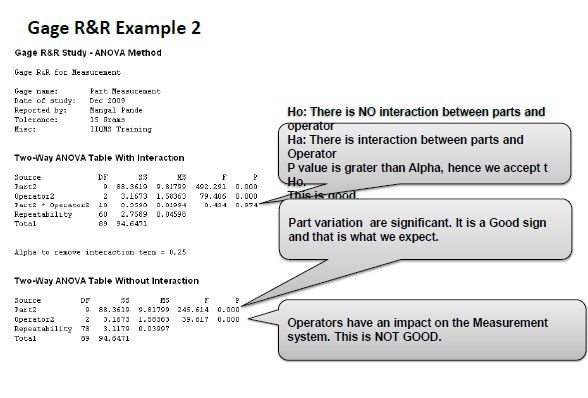 Gage R&R Example 2
Gage R&R Study - ANOVA Method
Gage R&R for Measurement
Gage name: Part Measurement
Date of study: Dec 2009
Reported by: Mangal Pande
Tolerance: 15 Grams
Misc: IIQMS Training
Two-Way ANOVA Table With Interaction
Source DF SS MS F P
Part2 9 88.3619 9.81799 492.291 0.000
Operator2 2 3.1673 1.58363 79.406 0.000
Part2 * Operator2 18 0.3590 0.01994 0.434 0.974
Repeatability 60 2.7589 0.04598
Total 89 94.6471
Alpha to remove interaction term = 0.25
Two-Way ANOVA Table Without Interaction
Source DF SS MS F P
Part2 9 88.3619 9.81799 245.614 0.000
Operator2 2 3.1673 1.58363 39.617 0.000
Repeatability 78 3.1179 0.03997
Total 89 94.6471
Ho: There is NO interaction between parts and
operator
Ha: There is interaction between parts and
Operator
P value is grater than Alpha, hence we accept t
Ho.
This is good.
Part variation are significant. It is a Good sign
and that is what we expect.
Operators have an impact on the Measurement
system. This is NOT GOOD.